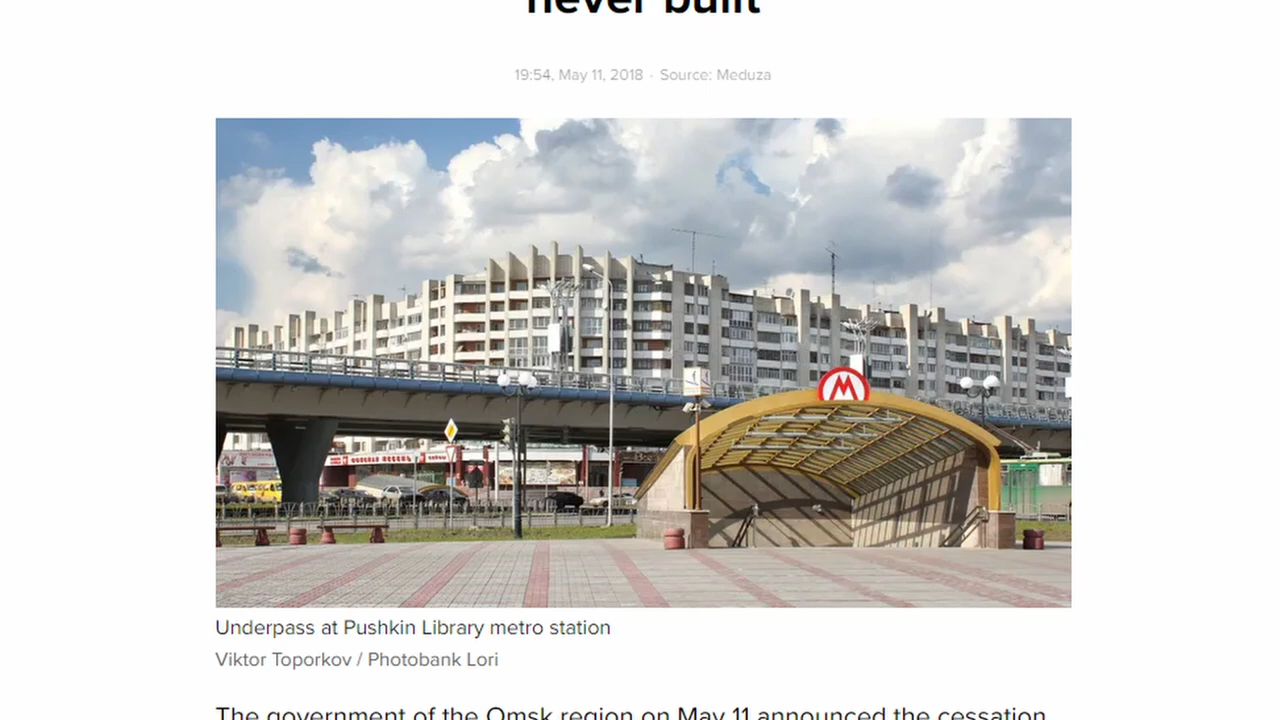 never built
19:54, May 11, 2018 · Source: Meduza
M
Underpass at Pushkin Library metro station
Viktor Toporkov / Photobank Lori
The government of the Omsk region on May 11 announced the cessation